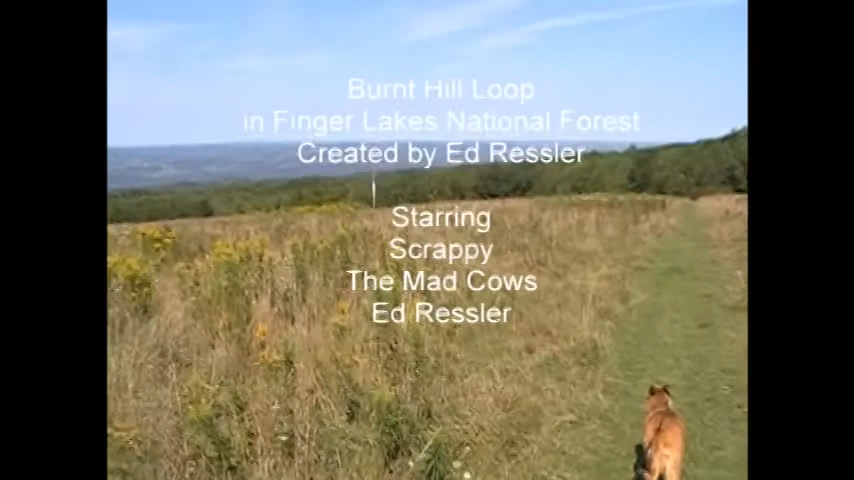 Burnt Hill Loop
in Finger Lakes National Forest
Created by Ed Ressler
Starring
Scrappy
The Mad Cows
Ed Ressler